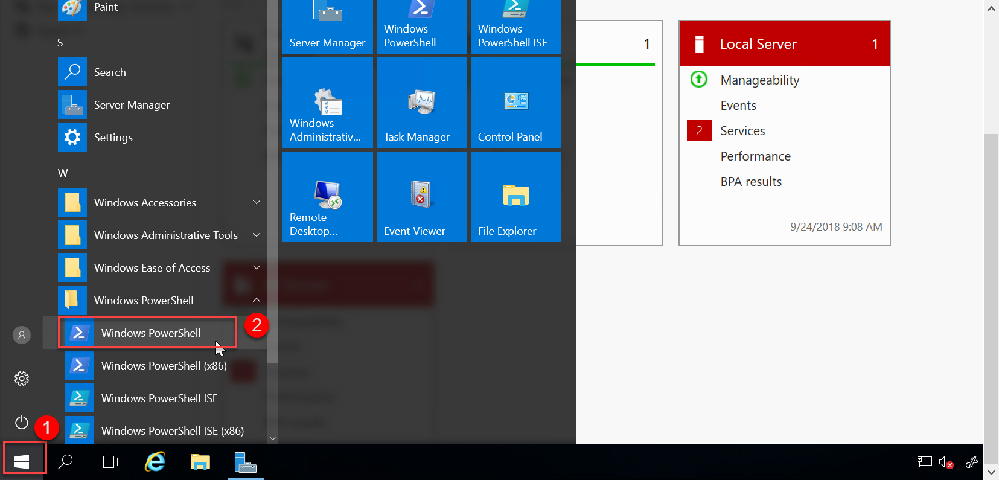 Paint
S
Search
Server Manager
Settings
W
Windows Accessories
Windows Administrative Tools
Windows Ease of Access
Windows PowerShell
Windows PowerShell
2
Windows PowerShell (x86)
Windows PowerShell ISE
Windows PowerShell ISE (x86)
1
Server Manager
Windows
PowerShell
Windows
PowerShell ISE
Windows
Administrativ...
Task Manager
Control Panel
Remote
Desktop...
Event Viewer
File Explorer
1
Local Server 1
Manageability
Events
2 Services
Performance
BPA results
9/24/2018 9:08 AM